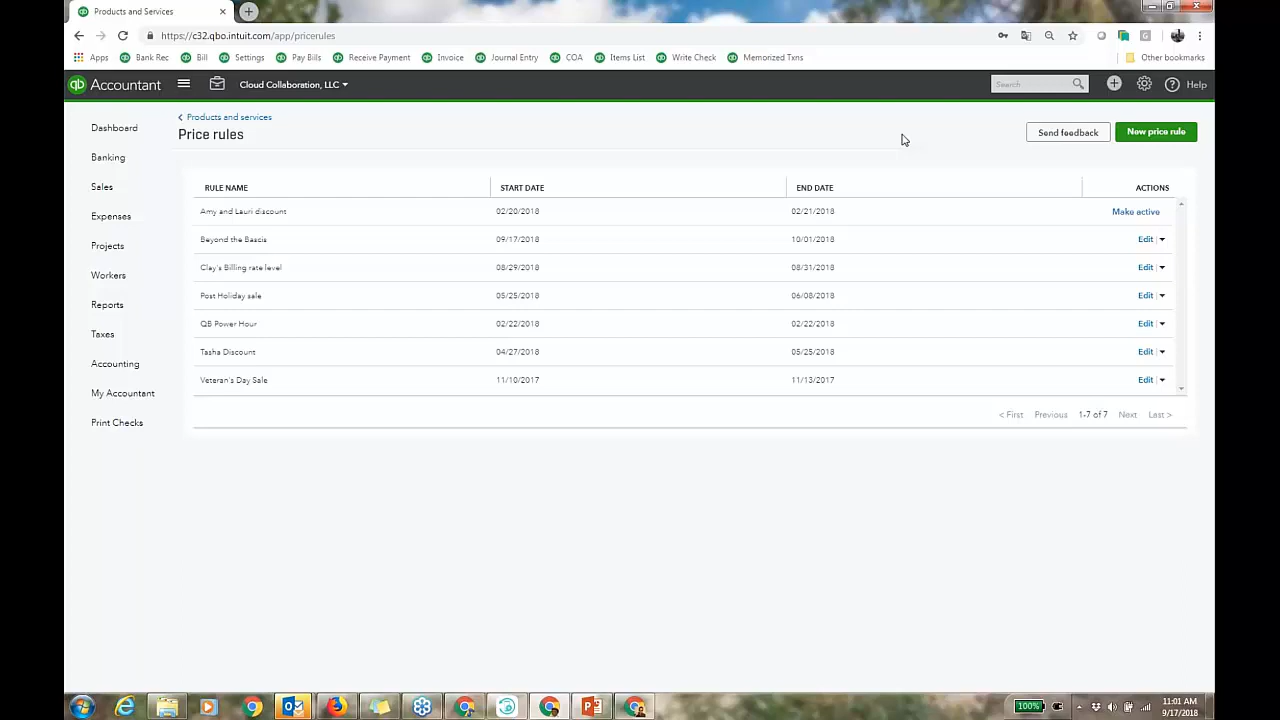 Products and Services
https://c32.qbo.intuit.com/app/pricerules
Apps Bank Rec Bill Settings Pay Bills Receive Payment Invoice Journal Entry COA Items List Write Check Memorized Txns Other bookmarks
qb Accountant Cloud Collaboration, LLC Search Help
Dashboard
Banking
Sales
Expenses
Projects
Workers
Reports
Taxes
Accounting
My Accountant
Print Checks
Products and services
Price rules
Send feedback New price rule
RULE NAME START DATE END DATE ACTIONS
Amy and Lauri discount 02/20/2018 02/21/2018 Make active
Beyond the Bascis 09/17/2018 10/01/2018 Edit
Clay's Billing rate level 08/29/2018 08/31/2018 Edit
Post Holiday sale 05/25/2018 06/08/2018 Edit
QB Power Hour 02/22/2018 02/22/2018 Edit
Tasha Discount 04/27/2018 05/25/2018 Edit
Veteran's Day Sale 11/10/2017 11/13/2017 Edit
< First Previous 1-7 of 7 Next Last >
100%
11:01 AM
9/17/2018